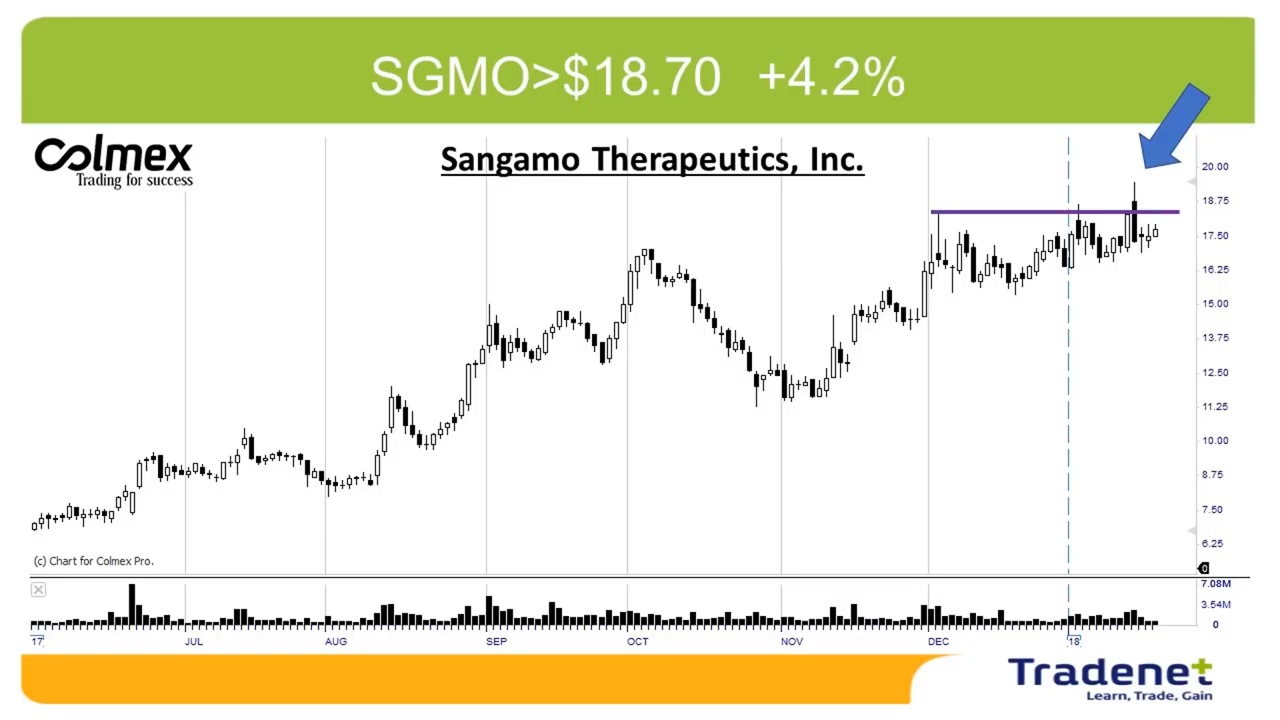 SGMO>$18.70 +4.2%
Colmex
Trading for success
Sangamo Therapeutics, Inc.
20.00
18.75
17.50
16.25
15.00
13.75
12.50
11.25
10.00
8.75
7.50
6.25
0
(c) Chart for Colmex Pro.
7.08M
3.54M
0
17 JUL AUG SEP OCT NOV DEC 18
Tradenet
Learn, Trade, Gain